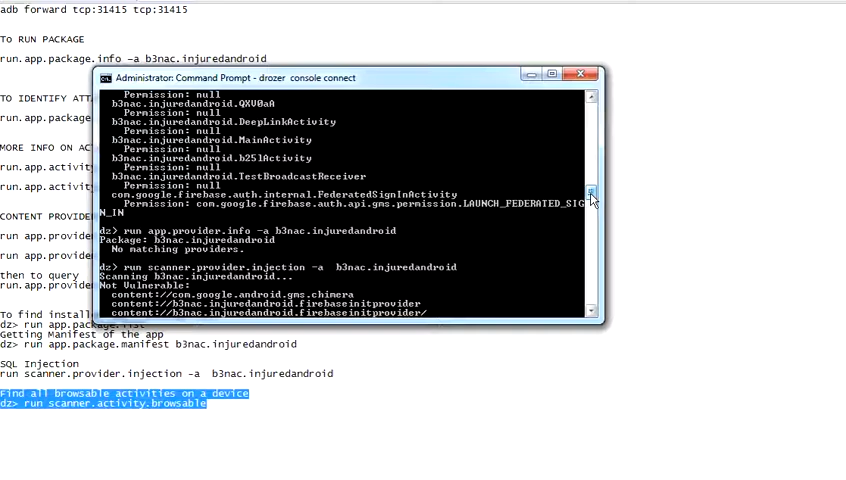 adb forward tcp:31415 tcp:31415
To RUN PACKAGE
run.app.package.info -a b3nac.injuredandroid
TO IDENTIFY ATTA
run.app.packag
MORE INFO ON AC
run.app.activit
run.app.activit
CONTENT PROVIDE
run app.provide
run app.provide
then to query
run.app.provide
To find install
dz> run app.package.list
Getting Manifest of the app
dz> run app.package.manifest b3nac.injuredandroid
SQL Injection
run scanner.provider.injection -a  b3nac.injuredandroid
Find all browsable activities on a device
dz> run scanner.activity.browsable
Administrator: Command Prompt - drozer  console connect
Permission: null
b3nac.injuredandroid.QXV0aA
Permission: null
b3nac.injuredandroid.DeepLinkActivity
Permission: null
b3nac.injuredandroid.MainActivity
Permission: null
b3nac.injuredandroid.b25lActivity
Permission: null
b3nac.injuredandroid.TestBroadcastReceiver
Permission: null
com.google.firebase.auth.internal.FederatedSignInActivity
Permission: com.google.firebase.auth.api.gms.permission.LAUNCH_FEDERATED_SIG
N_IN
dz> run app.provider.info -a b3nac.injuredandroid
Package: b3nac.injuredandroid
No matching providers.
dz> run scanner.provider.injection -a  b3nac.injuredandroid
Scanning b3nac.injuredandroid...
Not Vulnerable:
content://com.google.android.gms.chimera
content://b3nac.injuredandroid.firebaseinitprovider
content://b3nac.injuredandroid.firebaseinitprovider/